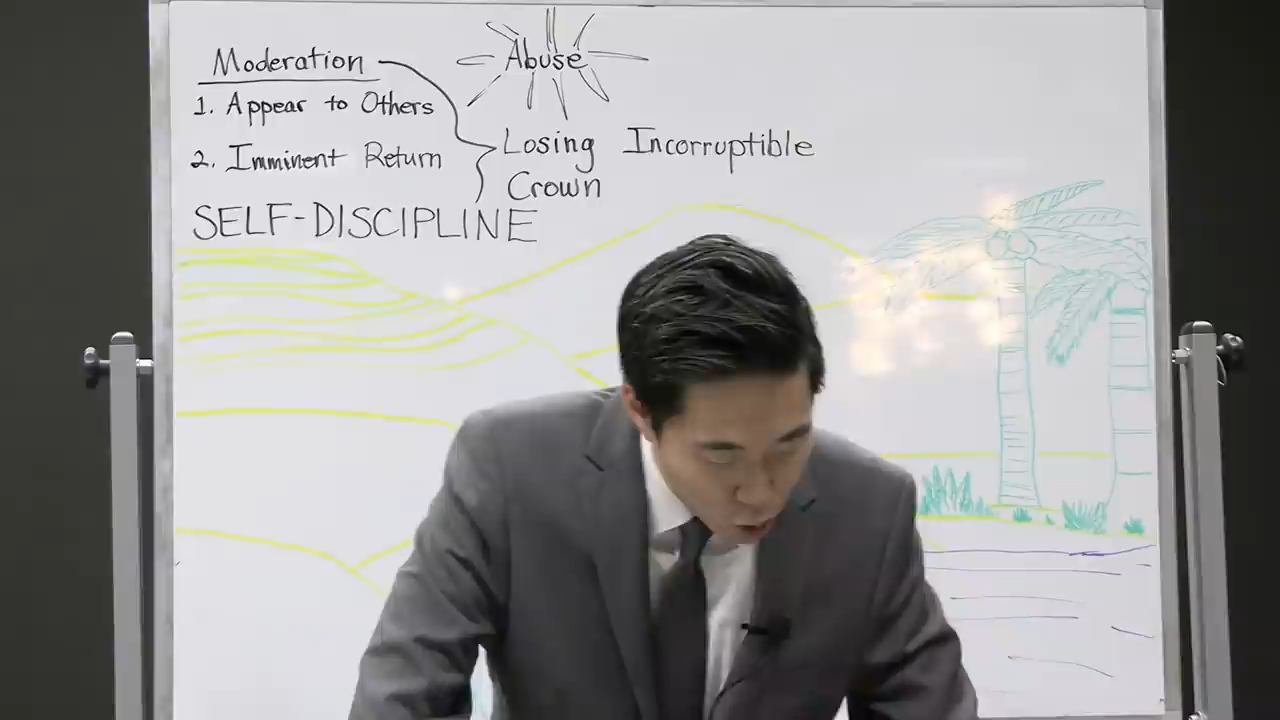 Moderation
Abuse
1. Appear to Others
2. Imminent Return
Losing Incorruptible
Crown
SELF-DISCIPLINE